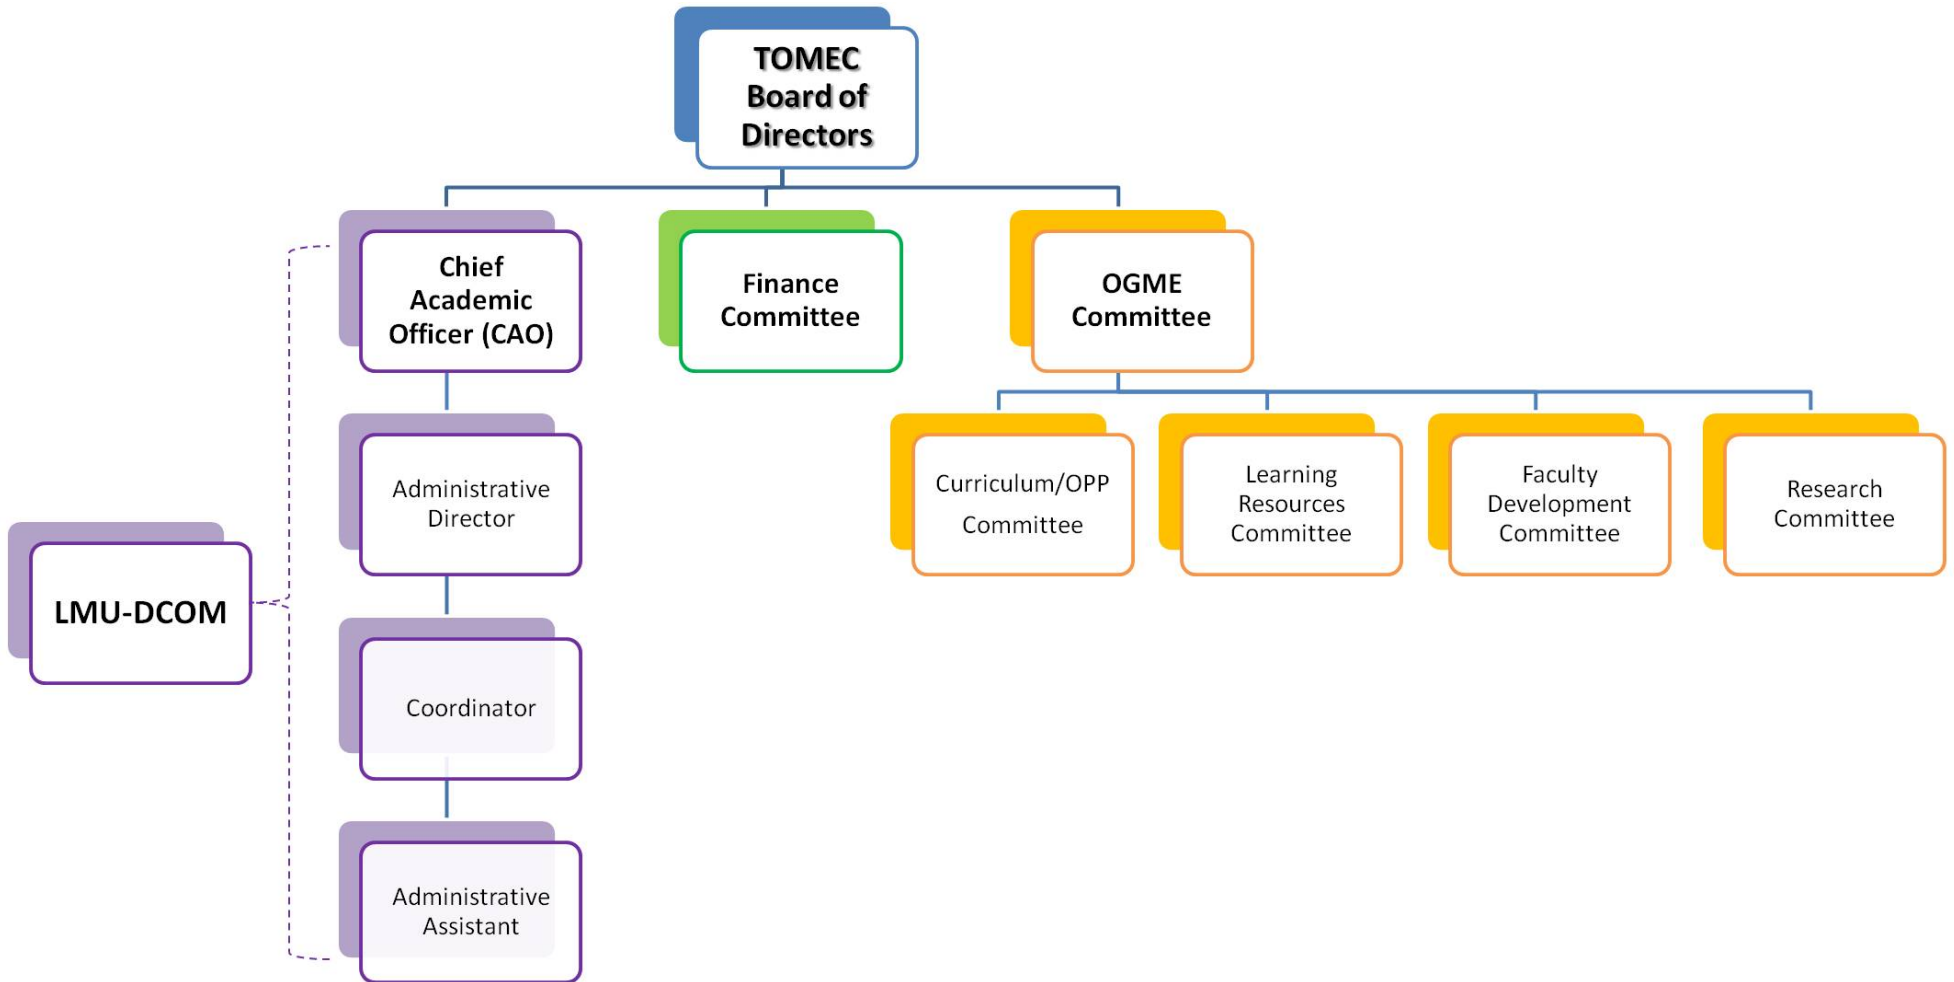 TOMEC
Board of
Directors
Chief
Academic
Officer (CAO)
Finance
Committee
OGME
Committee
Administrative
Director
Curriculum/OPP
Committee
Learning
Resources
Committee
Faculty
Development
Committee
Research
Committee
LMU-DCOM
Coordinator
Administrative
Assistant